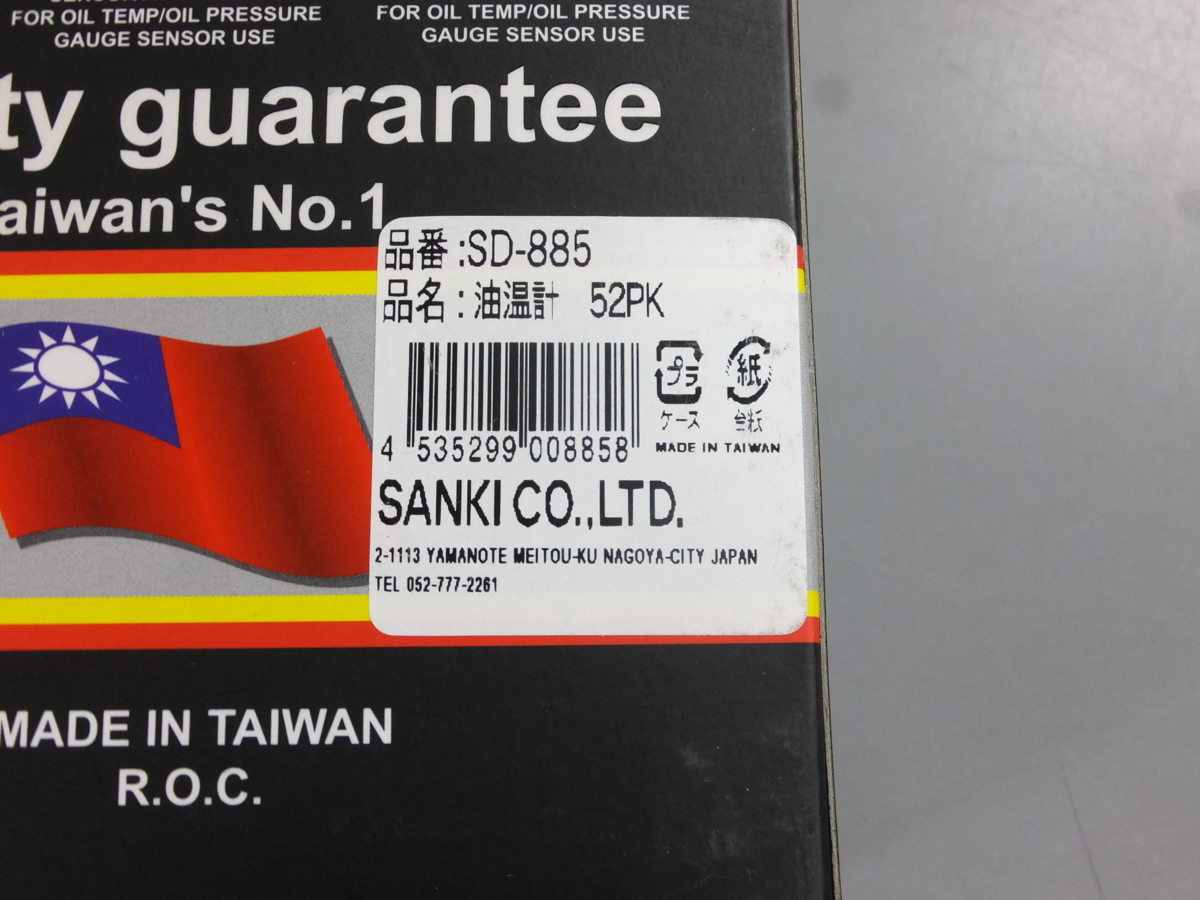 FOR OIL TEMP/OIL PRESSURE
GAUGE SENSOR USE
FOR OIL TEMP/OIL PRESSURE
GAUGE SENSOR USE
ty guarantee
aiwan's No.1
品番:SD-885
品名:油温計 52PK
プラ
ケース
紙
台紙
4 535299 008858
MADE IN TAIWAN
SANKI CO.,LTD.
2-1113 YAMANOTE MEITOU-KU NAGOYA-CITY JAPAN
TEL 052-777-2261
MADE IN TAIWAN
R.O.C.